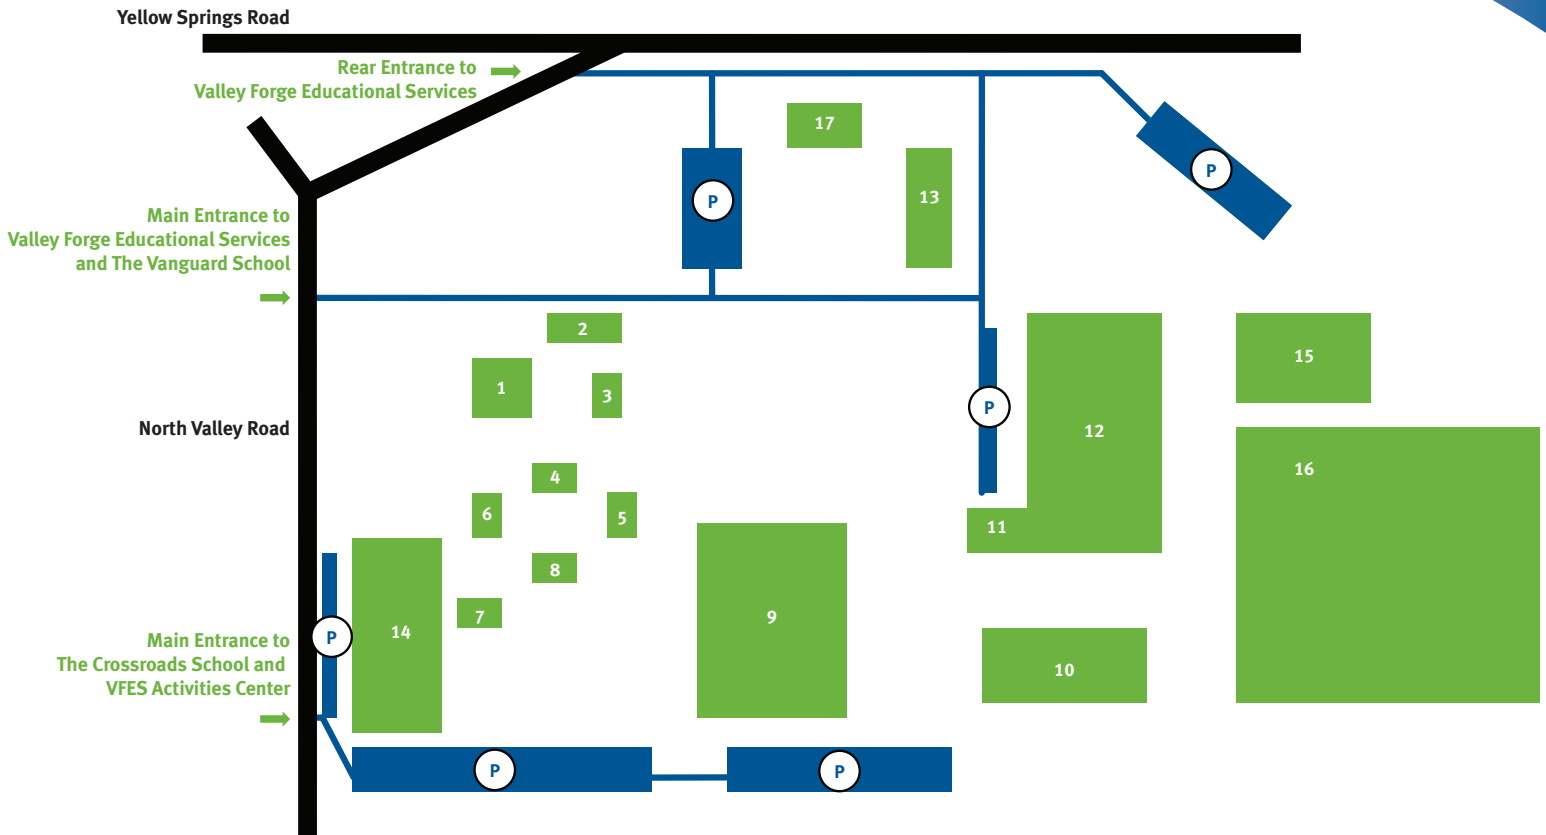 Yellow Springs Road
Rear Entrance to
Valley Forge Educational Services
17
P
P
13
P
Main Entrance to
Valley Forge Educational Services
and The Vanguard School
2
1
3
15
P
12
North Valley Road
16
4
6
5
11
8
7
9
14
P
Main Entrance to
The Crossroads School and
VFES Activities Center
10
P
P